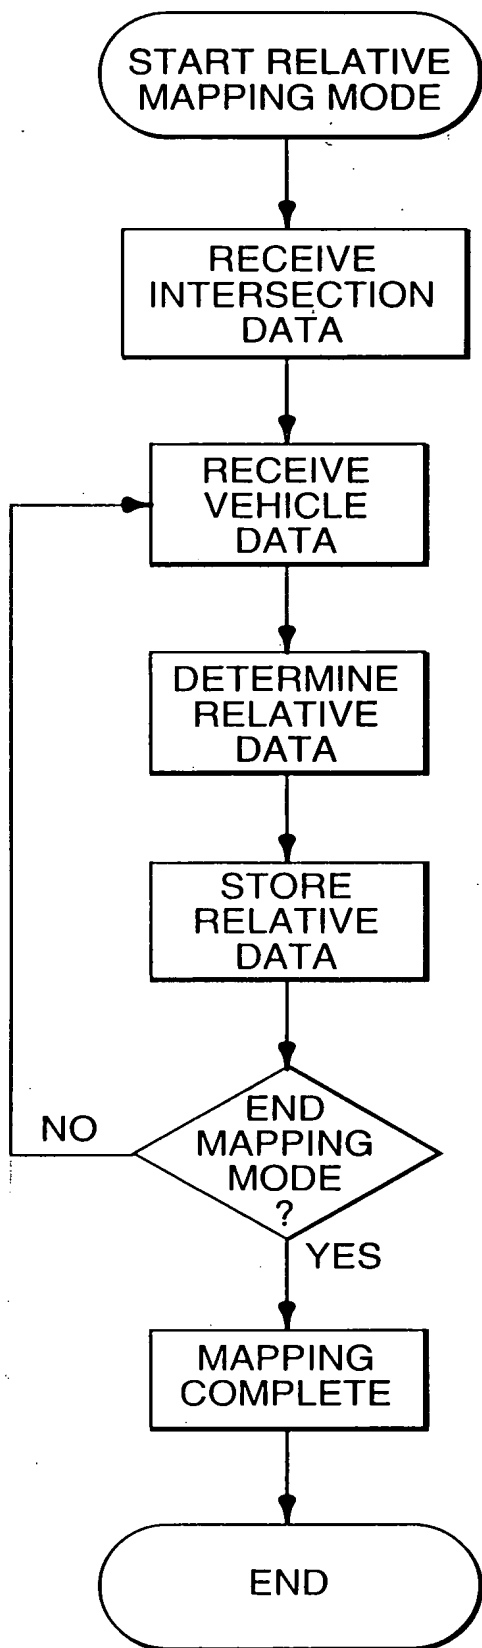 START RELATIVE
MAPPING MODE
RECEIVE
INTERSECTION
DATA
RECEIVE
VEHICLE
DATA
DETERMINE
RELATIVE
DATA
STORE
RELATIVE
DATA
END
MAPPING
MODE
?
NO
YES
MAPPING
COMPLETE
END